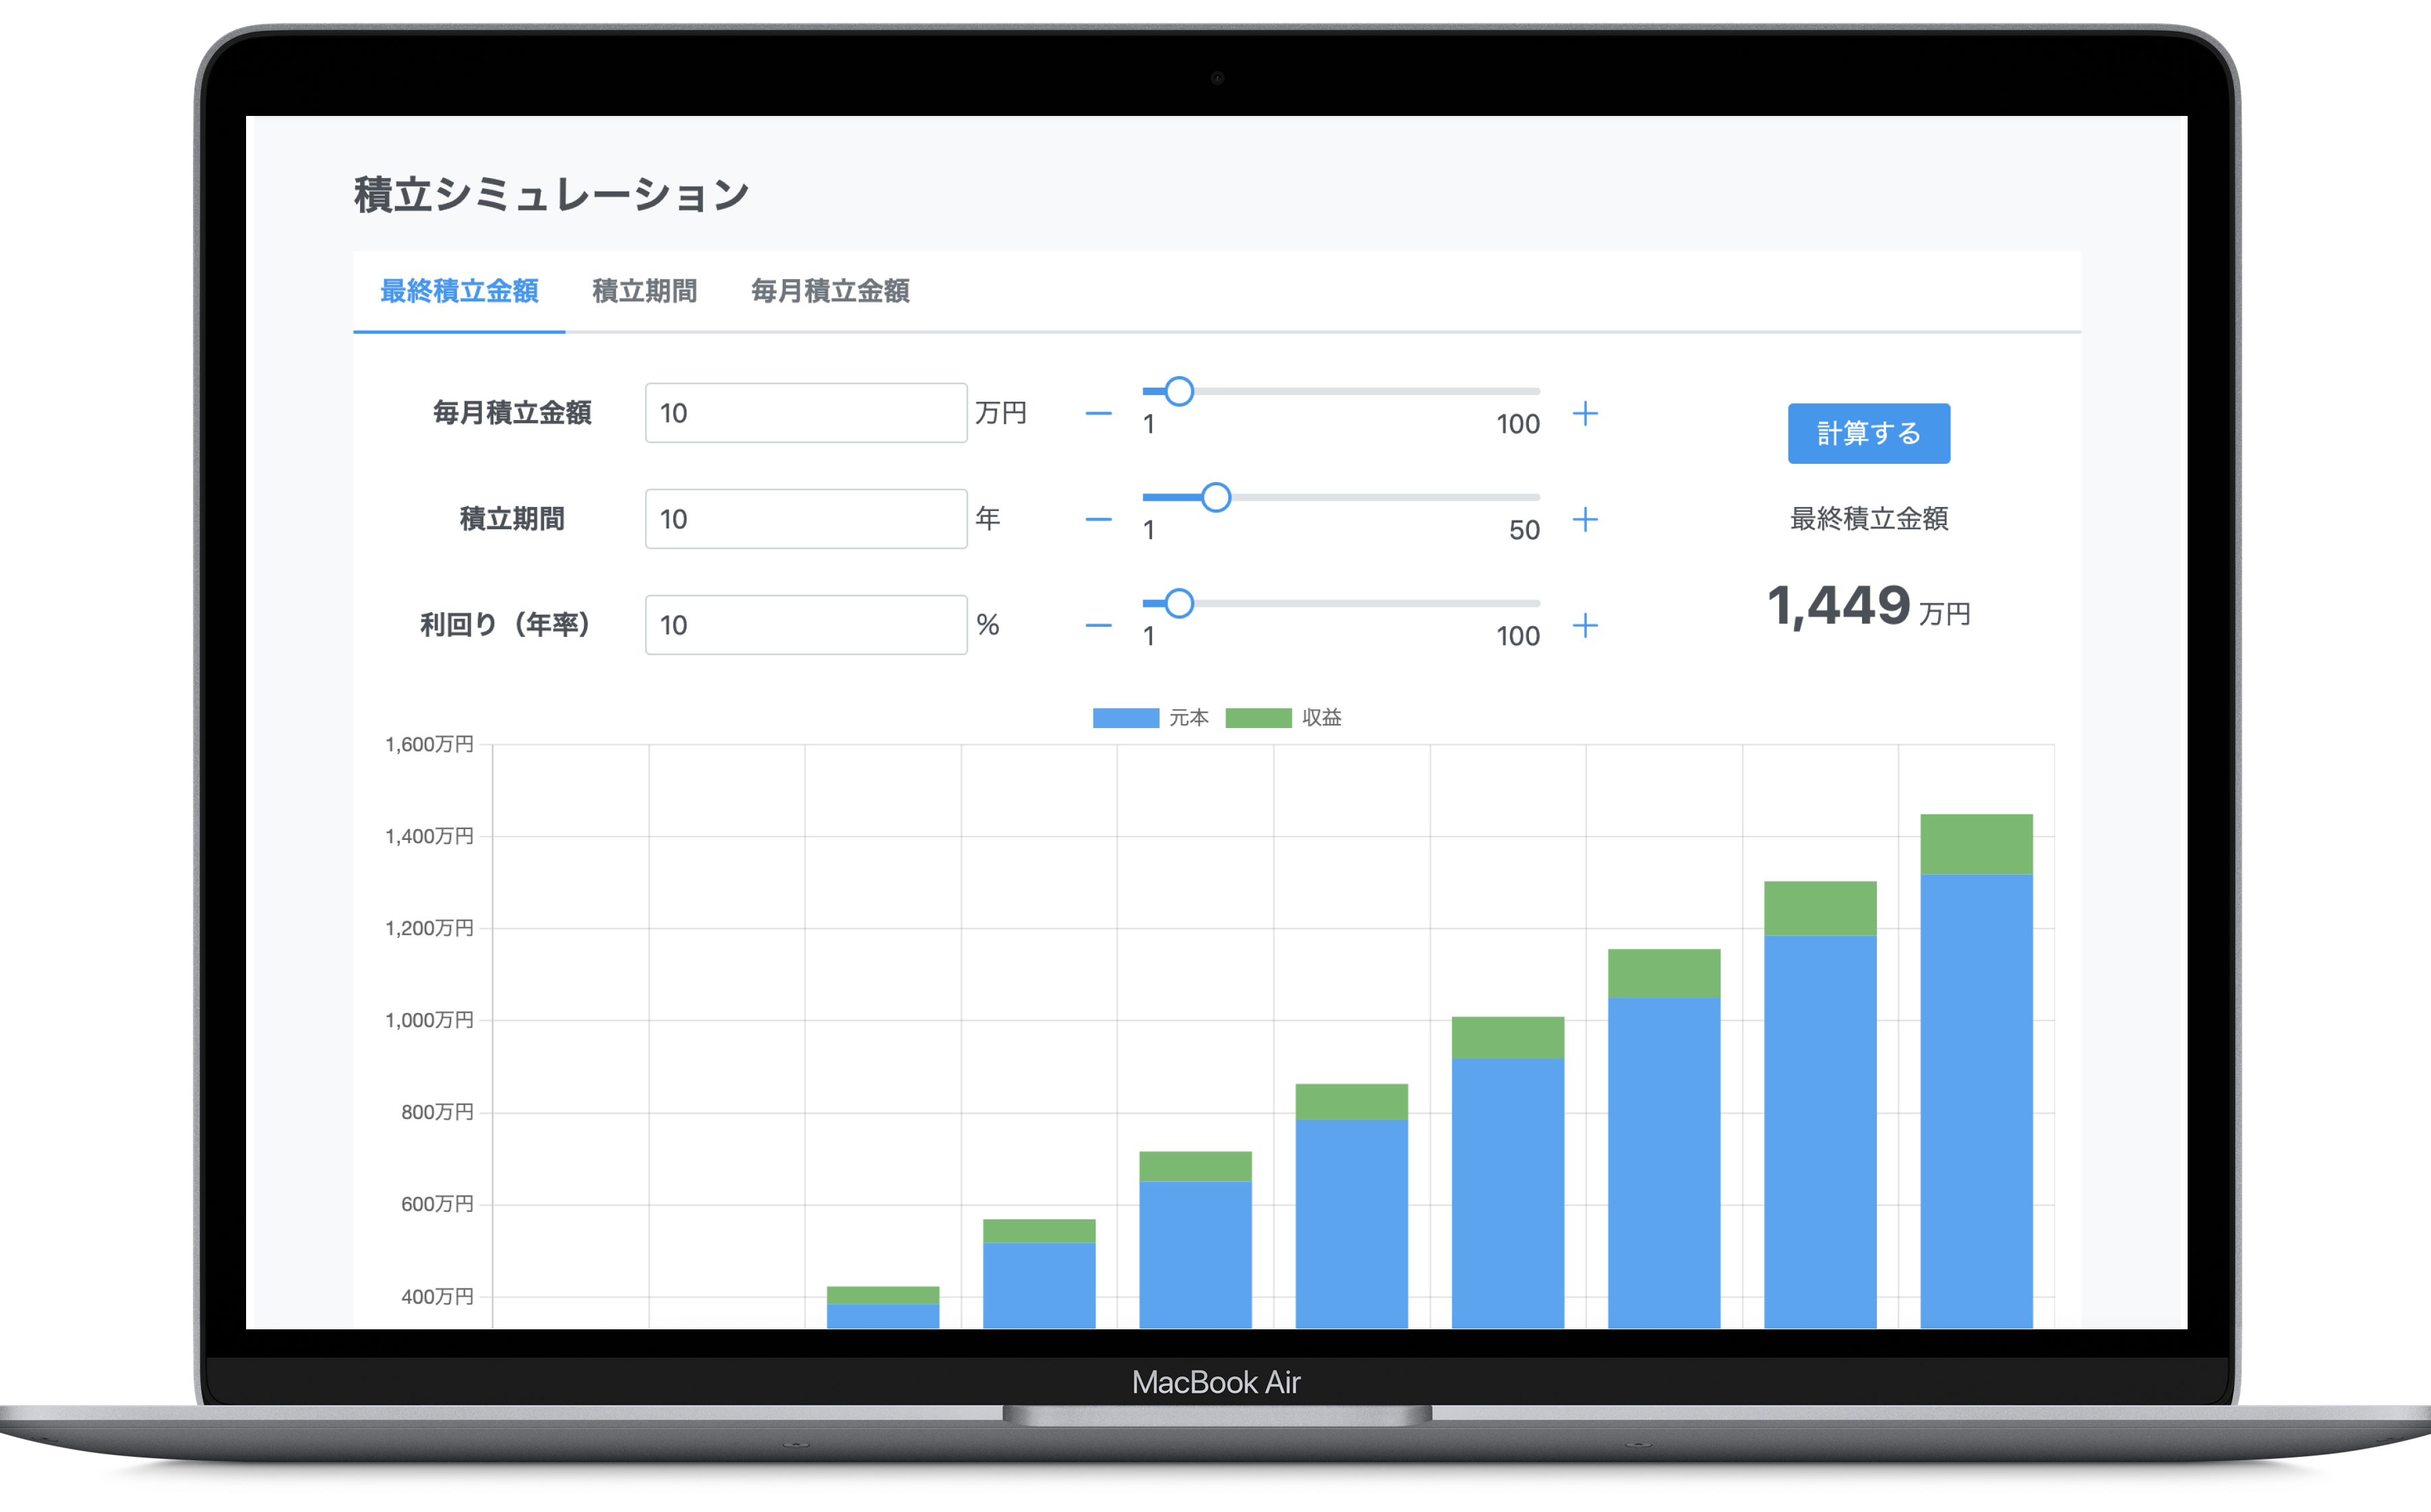 積立シミュレーション
最終積立金額 積立期間 毎月積立金額
毎月積立金額 10 万円 − 1 100 + 計算する
積立期間 10 年 − 1 50 + 最終積立金額
利回り（年率） 10 % − 1 100 + 1,449 万円
元本 収益
1,600万円
1,400万円
1,200万円
1,000万円
800万円
600万円
400万円
MacBook Air